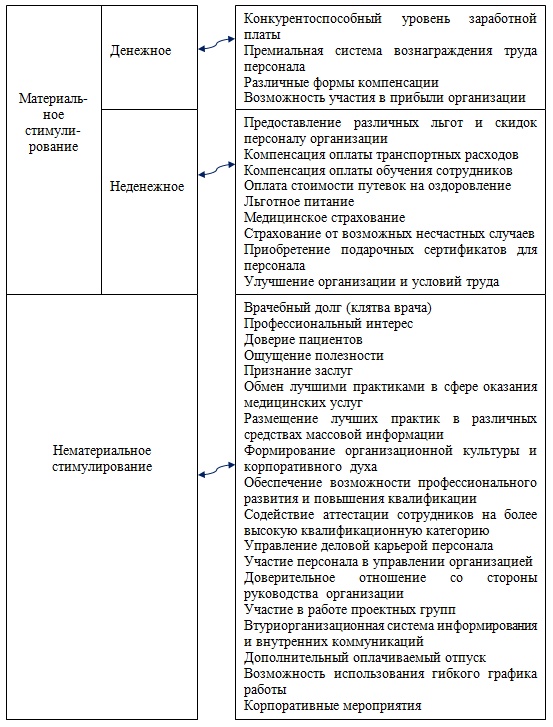 Материаль-
ное
стимули-
рование
Денежное
Конкурентоспособный уровень заработной
платы
Премиальная система вознаграждения труда
персонала
Различные формы компенсации
Возможность участия в прибыли организации
Неденежное
Предоставление различных льгот и скидок
персоналу организации
Компенсация оплаты транспортных расходов
Компенсация оплаты обучения сотрудников
Оплата стоимости путевок на оздоровление
Льготное питание
Медицинское страхование
Страхование от возможных несчастных случаев
Приобретение подарочных сертификатов для
персонала
Улучшение организации и условий труда
Нематериальное
стимулирование
Врачебный долг (клятва врача)
Профессиональный интерес
Доверие пациентов
Ощущение полезности
Признание заслуг
Обмен лучшими практиками в сфере оказания
медицинских услуг
Размещение лучших практик в различных
средствах массовой информации
Формирование организационной культуры и
корпоративного духа
Обеспечение возможности профессионального
развития и повышения квалификации
Содействие аттестации сотрудников на более
высокую квалификационную категорию
Управление деловой карьерой персонала
Участие персонала в управлении организацией
Доверительное отношение со стороны
руководства организации
Участие в работе проектных групп
Втуриорганизационная система информирования
и внутренних коммуникаций
Дополнительный оплачиваемый отпуск
Возможность использования гибкого графика
работы
Корпоративные мероприятия